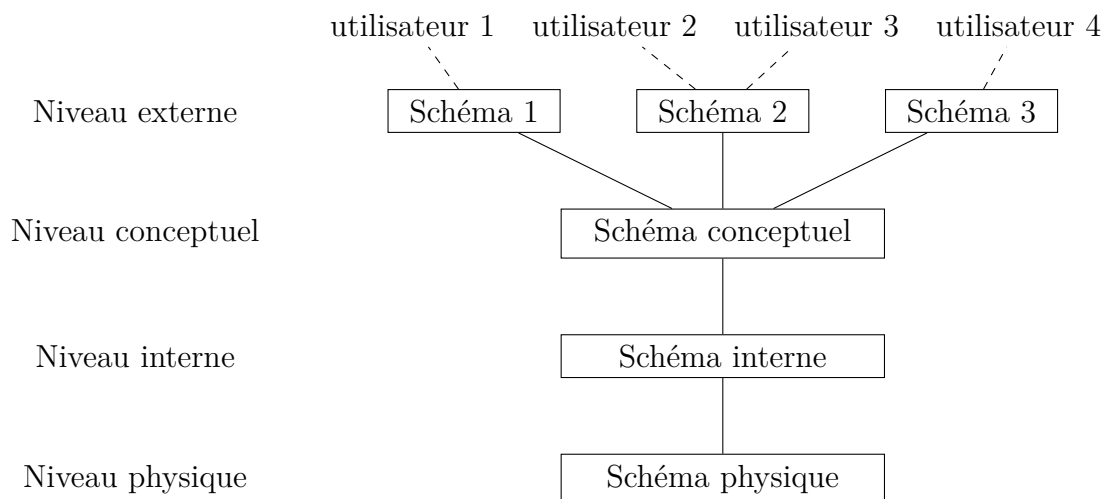 utilisateur 1 utilisateur 2 utilisateur 3 utilisateur 4
Niveau externe Schéma 1 Schéma 2 Schéma 3
Niveau conceptuel Schéma conceptuel
Niveau interne Schéma interne
Niveau physique Schéma physique